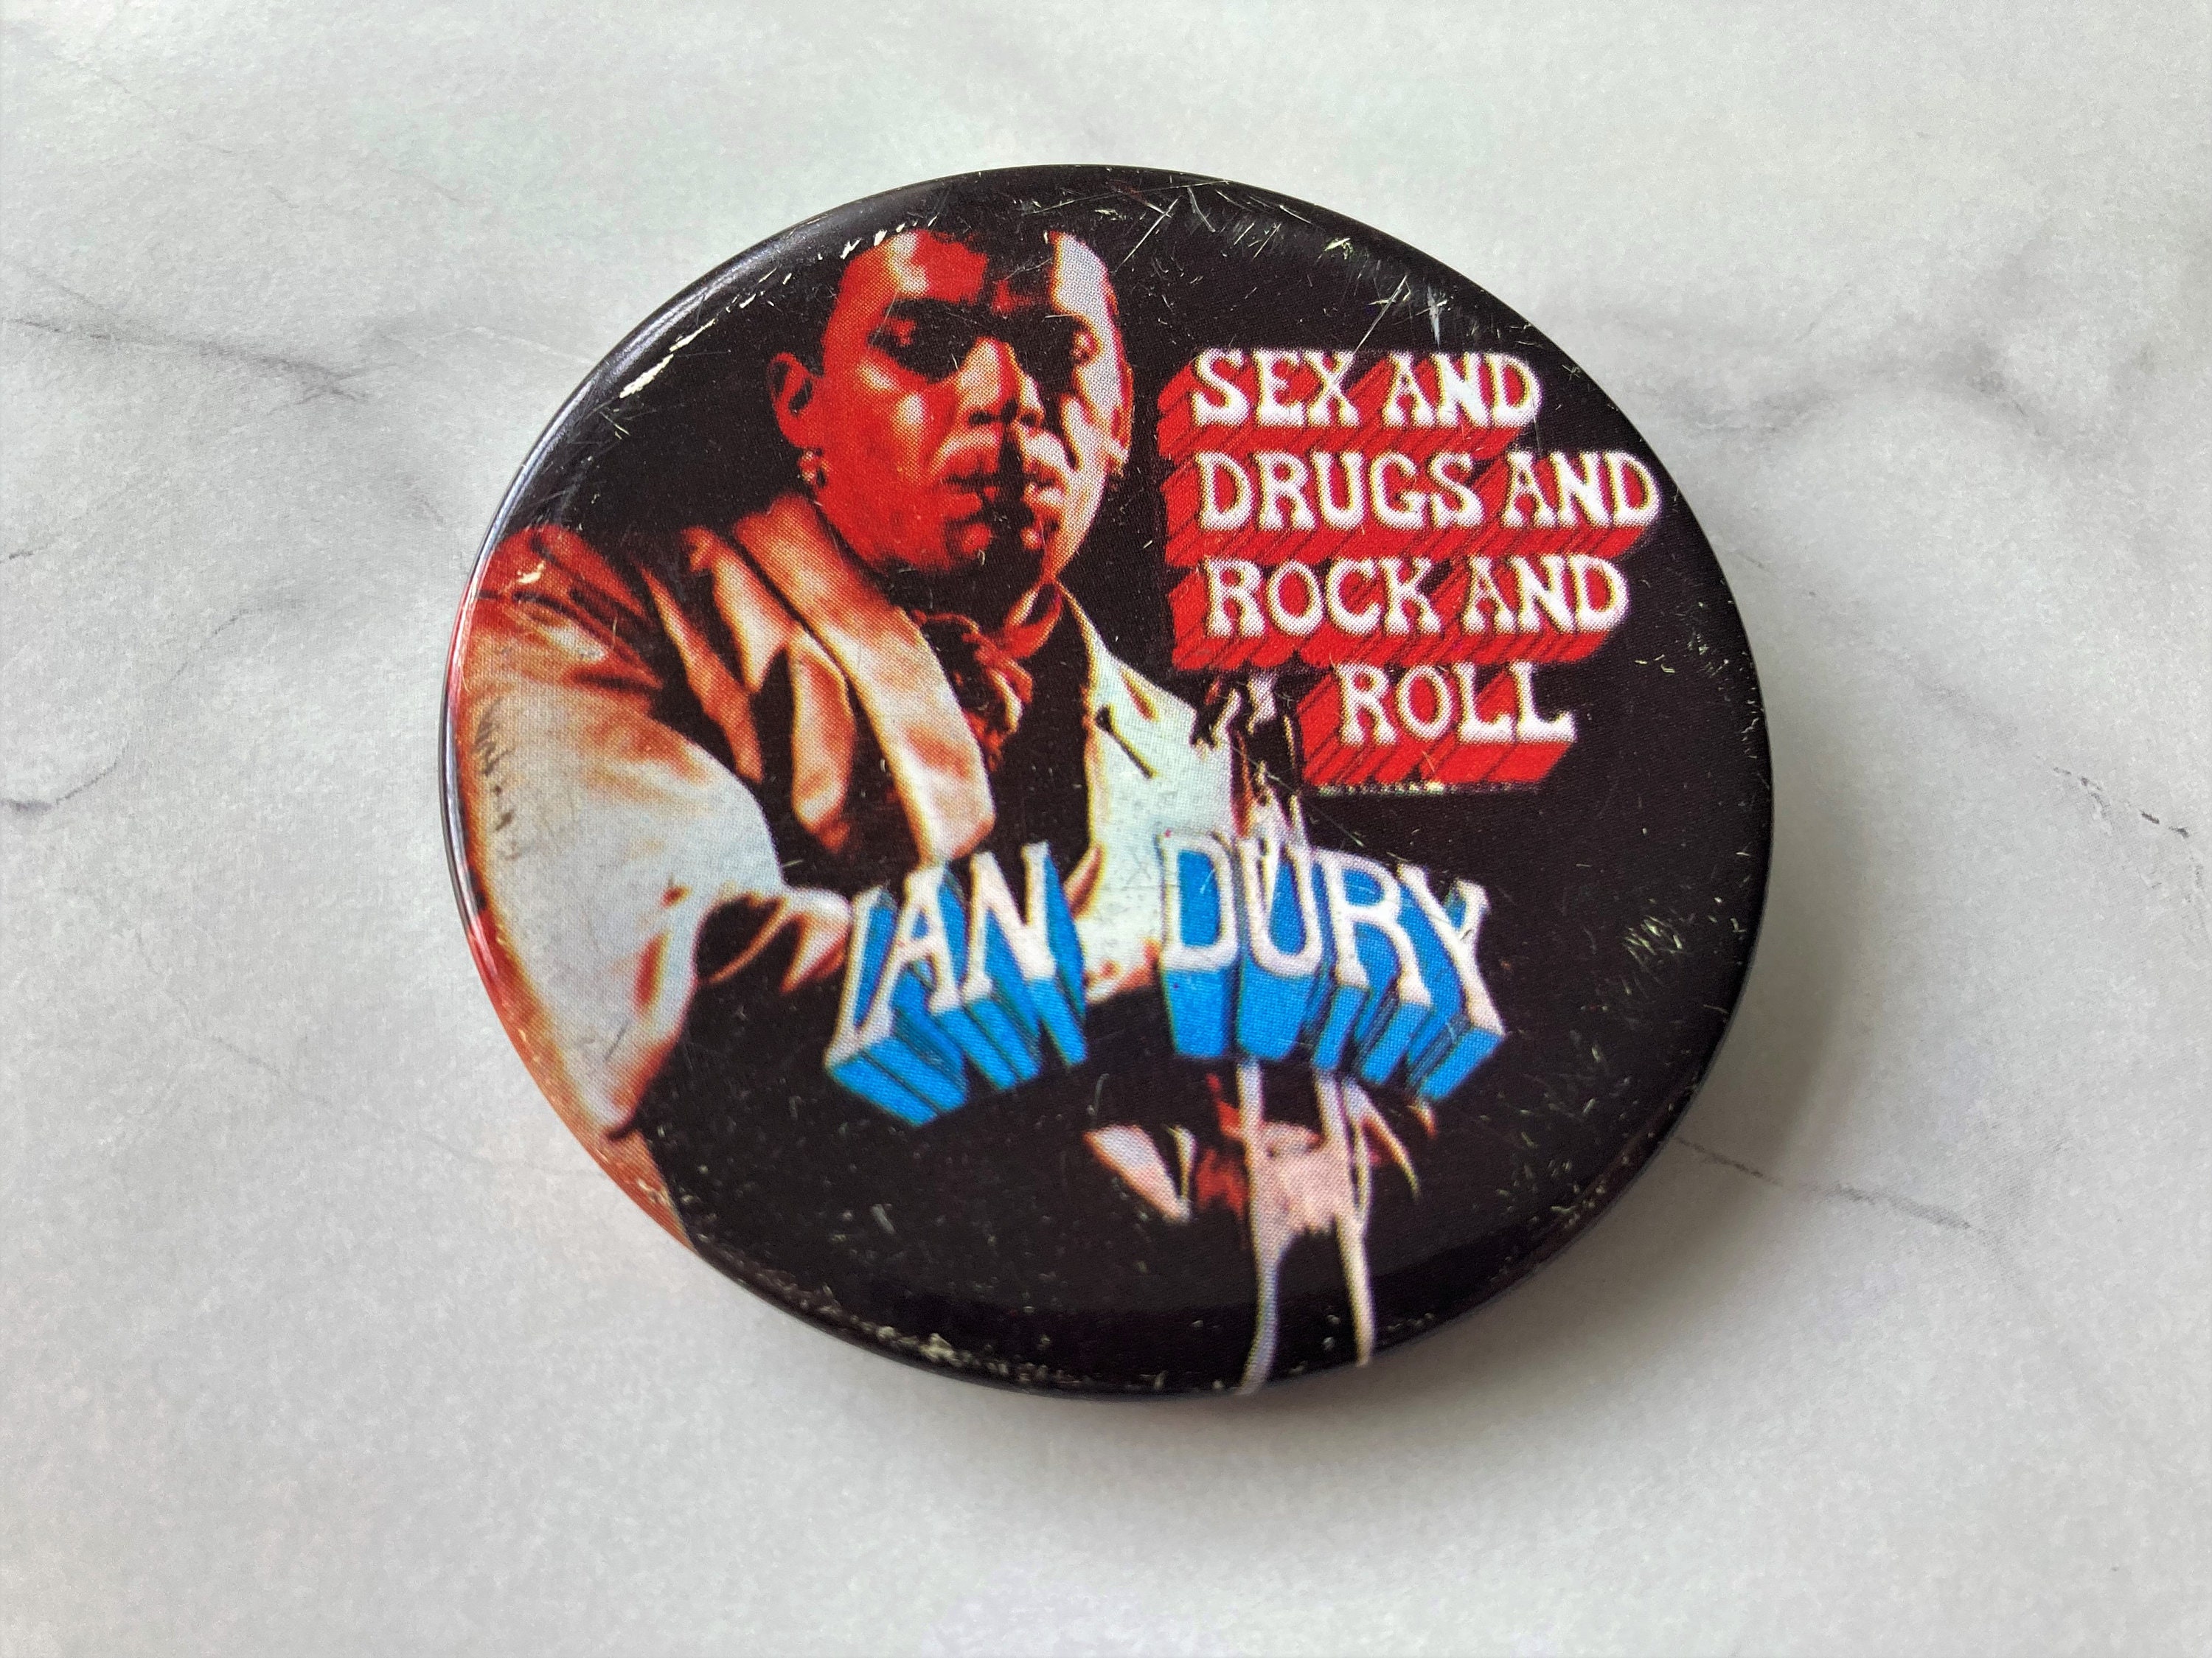 SEX AND
DRUGS AND
ROCK AND
ROLL
IAN DURY